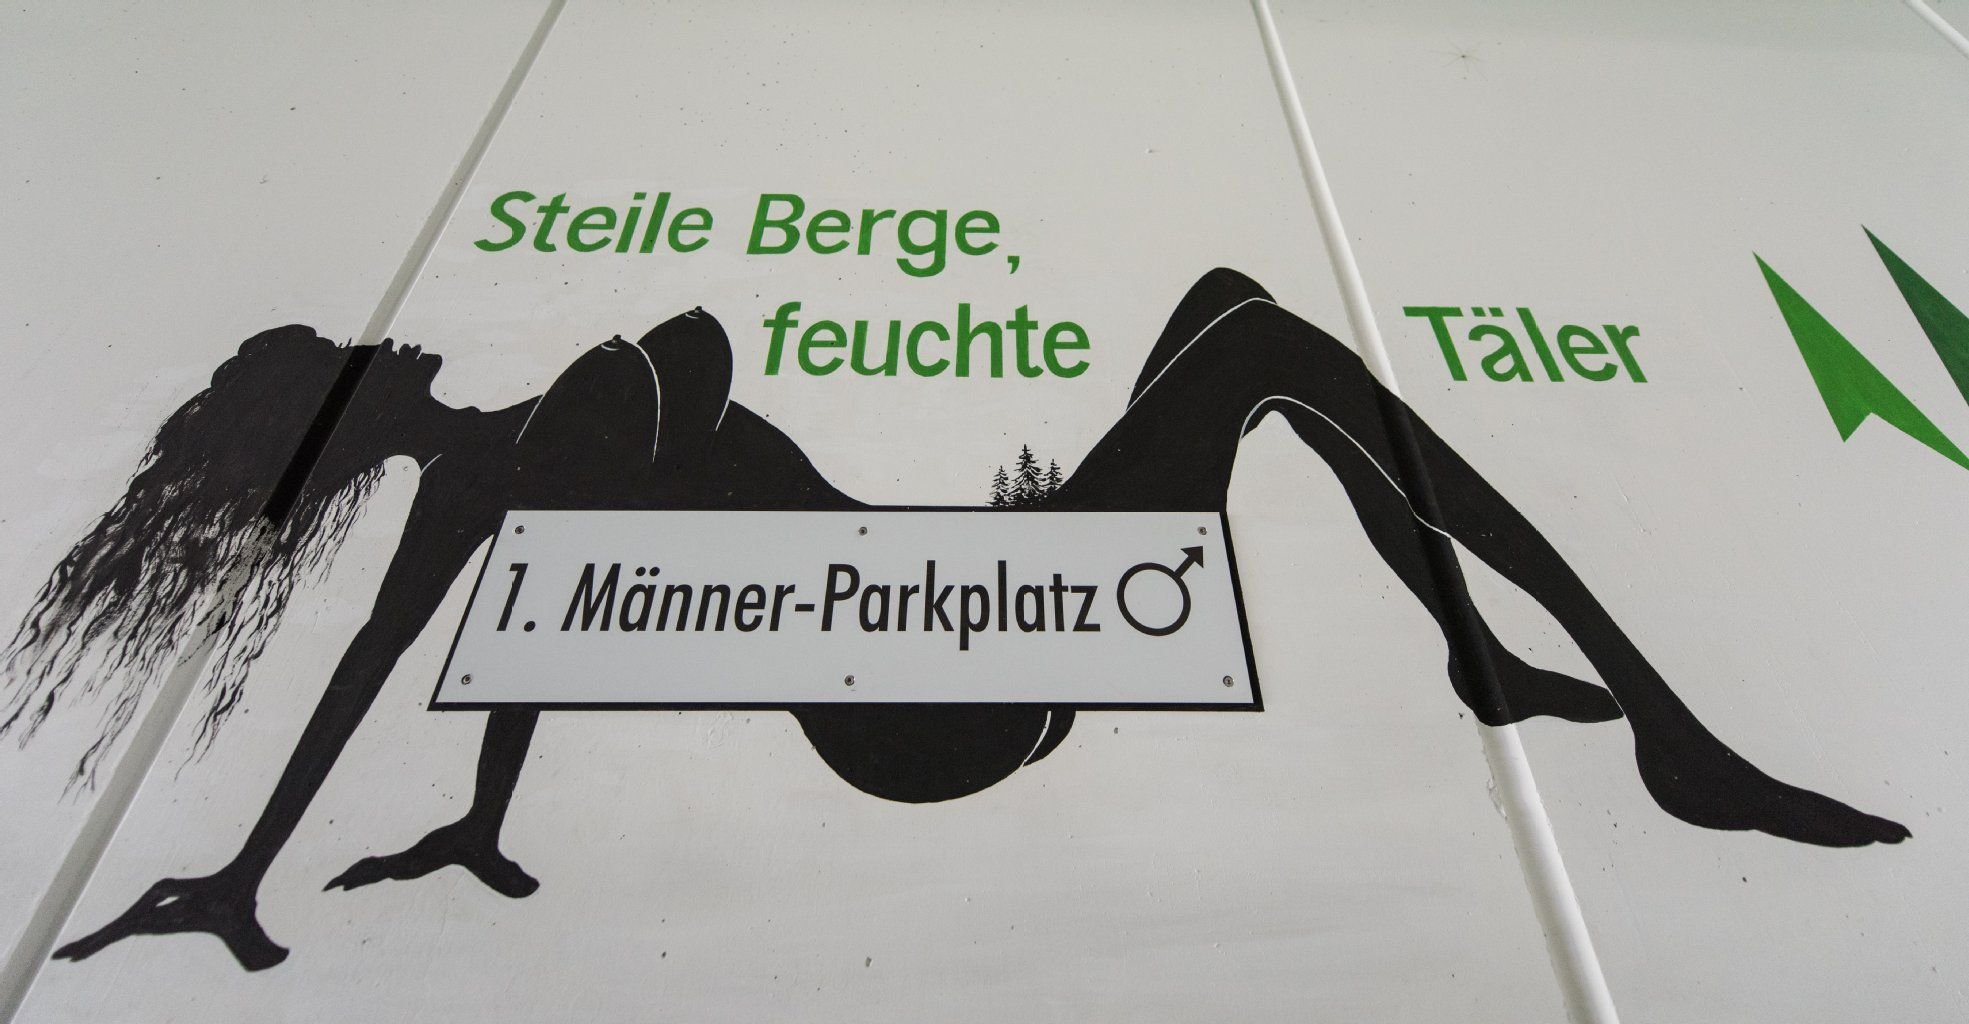 Steile Berge,
feuchte Täler
1. Männer-Parkplatz